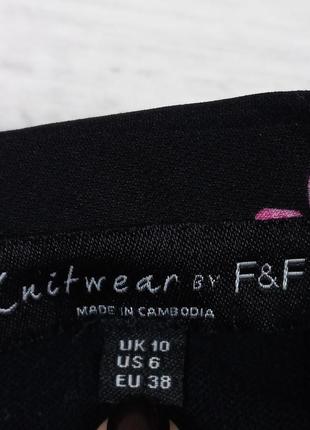 Knitwear BY F&F
MADE IN CAMBODIA
UK 10
US 6
EU 38